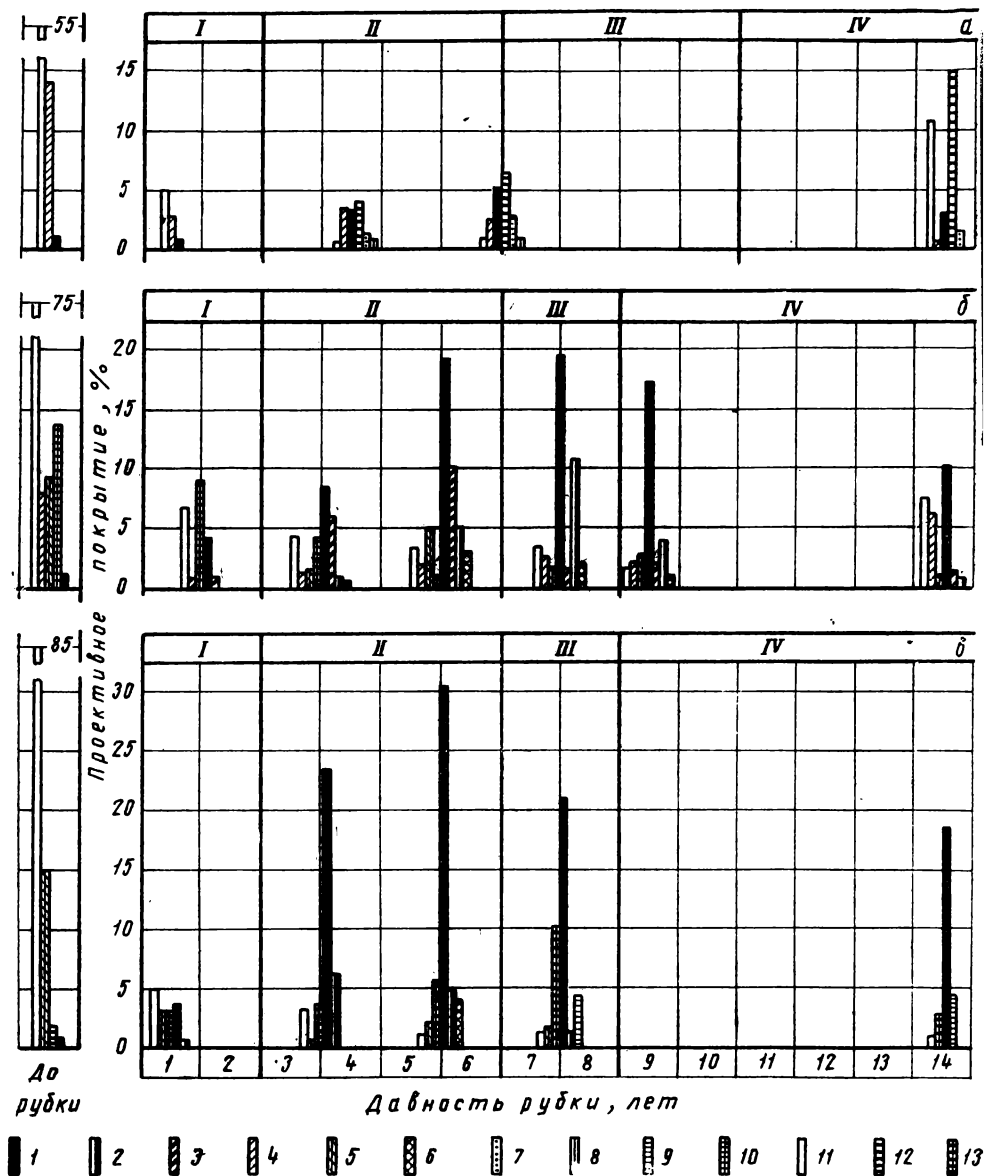 55 I II III IV а
15
10
5
0
75 I II III IV б
20
15
10
5
0
85 I II III IV в
30
25
20
15
10
5
0
Проективное покрытие, %
1 2 3 4 5 6 7 8 9 10 11 12 13 14
До рубки
Давность рубки, лет
1 2 3 4 5 6 7 8 9 10 11 12 13